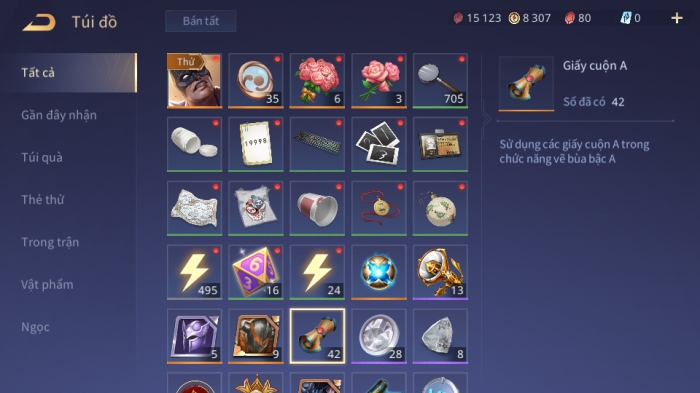 Túi đồ
Bán tất
15 123
8 307
80
0
+
Tất cả
Gần đây nhận
Túi quà
Thẻ thử
Trong trận
Vật phẩm
Ngọc
Thử
35
6
3
705
19998
495
6
3
16
24
13
5
9
42
28
8
Giấy cuộn A
Số đã có 42
Sử dụng các giấy cuộn A trong
chức năng vẽ bùa bậc A